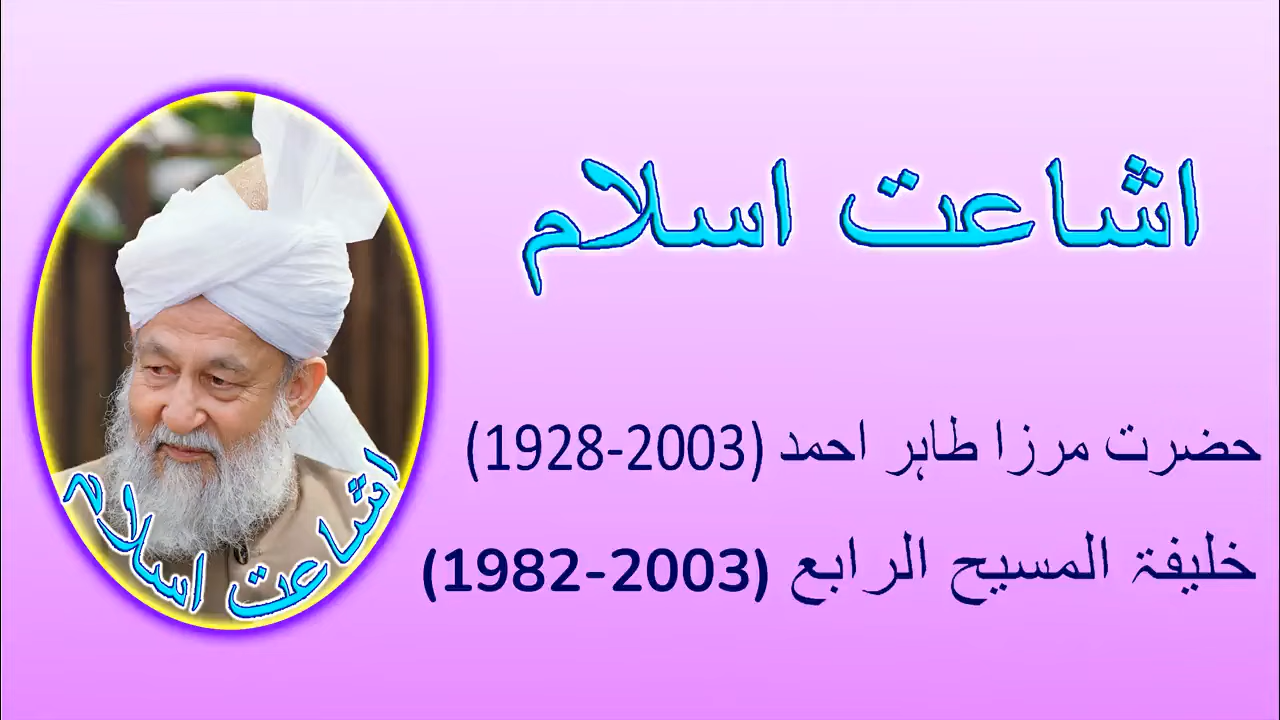 اشاعت اسلام
حضرت مرزا طاہر احمد (1928-2003)
خلیفۃ المسیح الرابع (1982-2003)
اشاعت اسلام